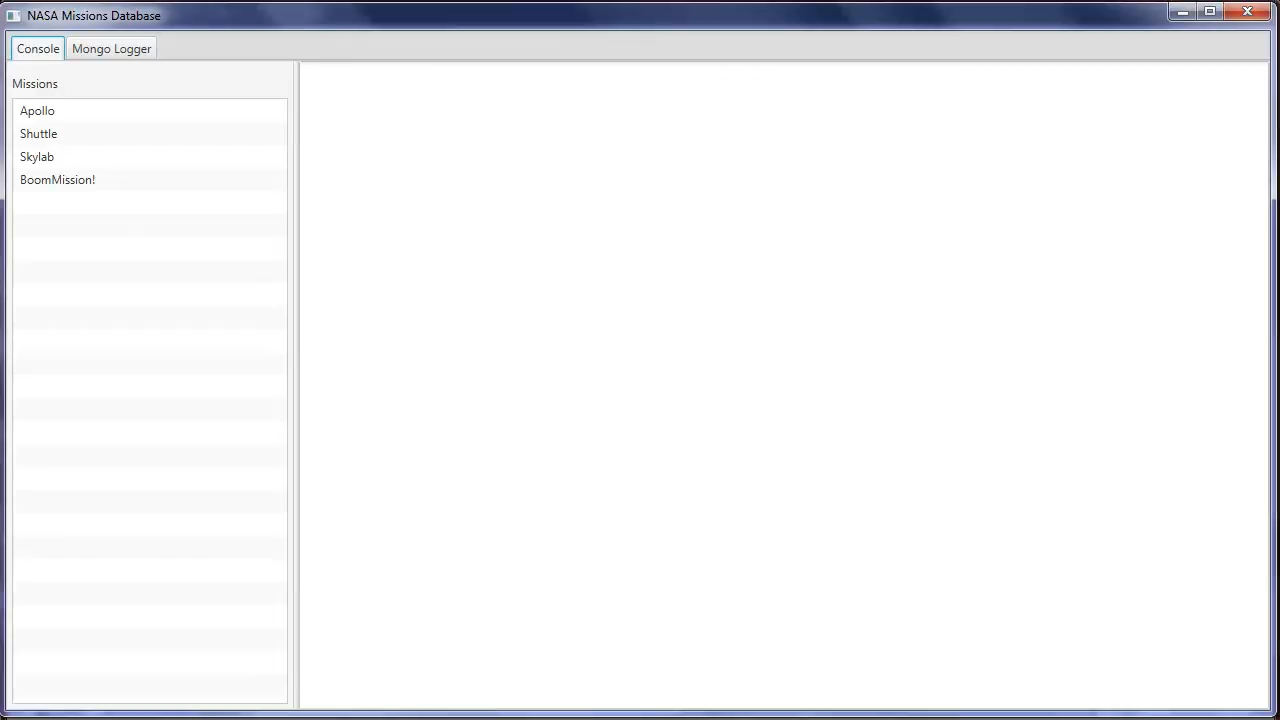 NASA Missions Database
Console
Mongo Logger
Missions
Apollo
Shuttle
Skylab
BoomMission!